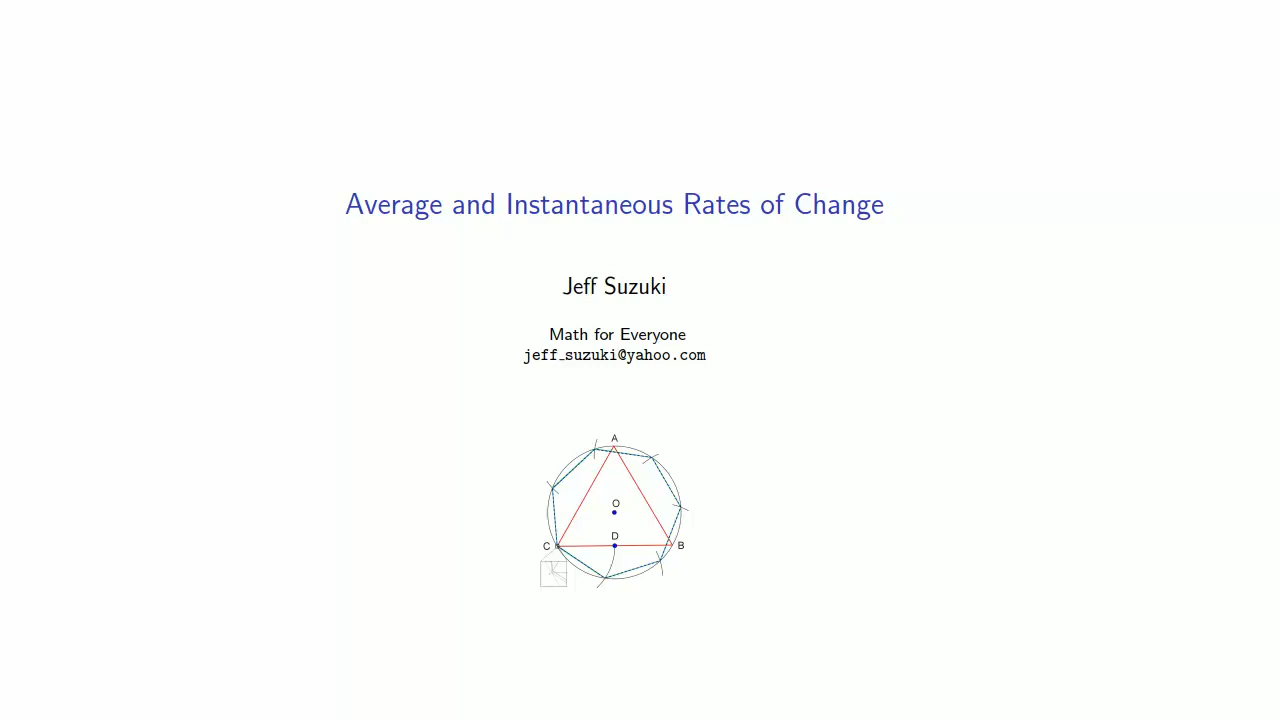 Average and Instantaneous Rates of Change
Jeff Suzuki
Math for Everyone
jeff_suzuki@yahoo.com
A
O
D
C
B